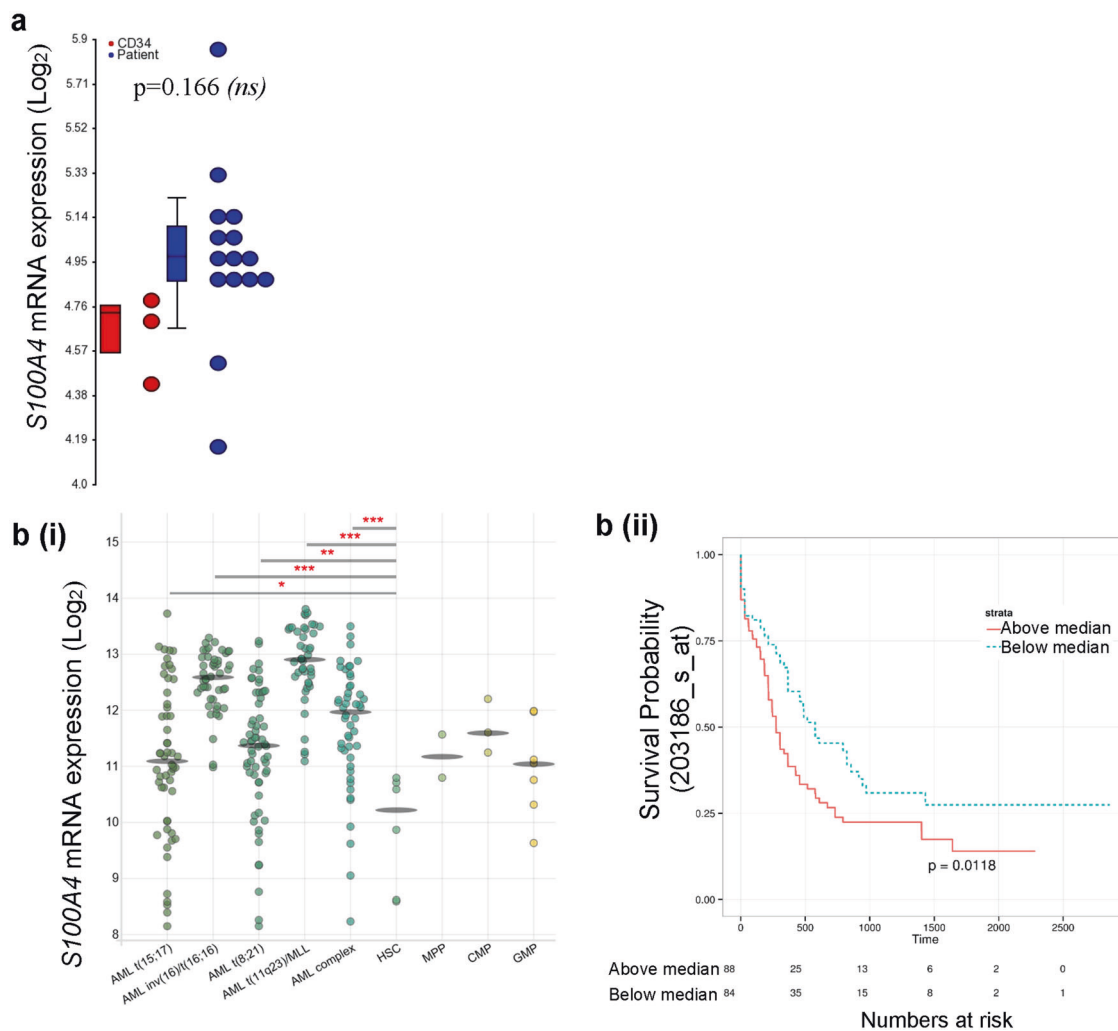 a
CD34
Patient
p=0.166 (ns)
S100A4 mRNA expression (Log2)
5.9
5.71
5.52
5.33
5.14
4.95
4.76
4.57
4.38
4.19
4.0
b (i)
S100A4 mRNA expression (Log2)
15
14
13
12
11
10
9
8
***
***
**
***
*
AML t(15:17)
AML inv(16)/t(16:16)
AML t(8:21)
AML t(11q23)/MLL
AML complex
HSC
MPP
CMP
GMP
b (ii)
Survival Probability
(203186_s_at)
1.00
0.75
0.50
0.25
0.00
strata
Above median
Below median
p = 0.0118
0 500 1000 1500 2000 2500
Time
Above median 88 25 13 6 2 0
Below median 84 35 15 8 2 1
Numbers at risk